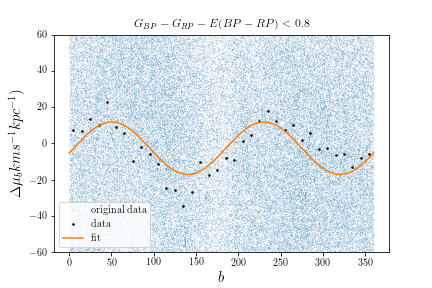 G_{BP} − G_{RP} − E(BP − RP) < 0.8
Δμ_b kms^{−1}kpc^{−1})
60
40
20
0
−20
−40
−60
original data
data
fit
0 50 100 150 200 250 300 350
b